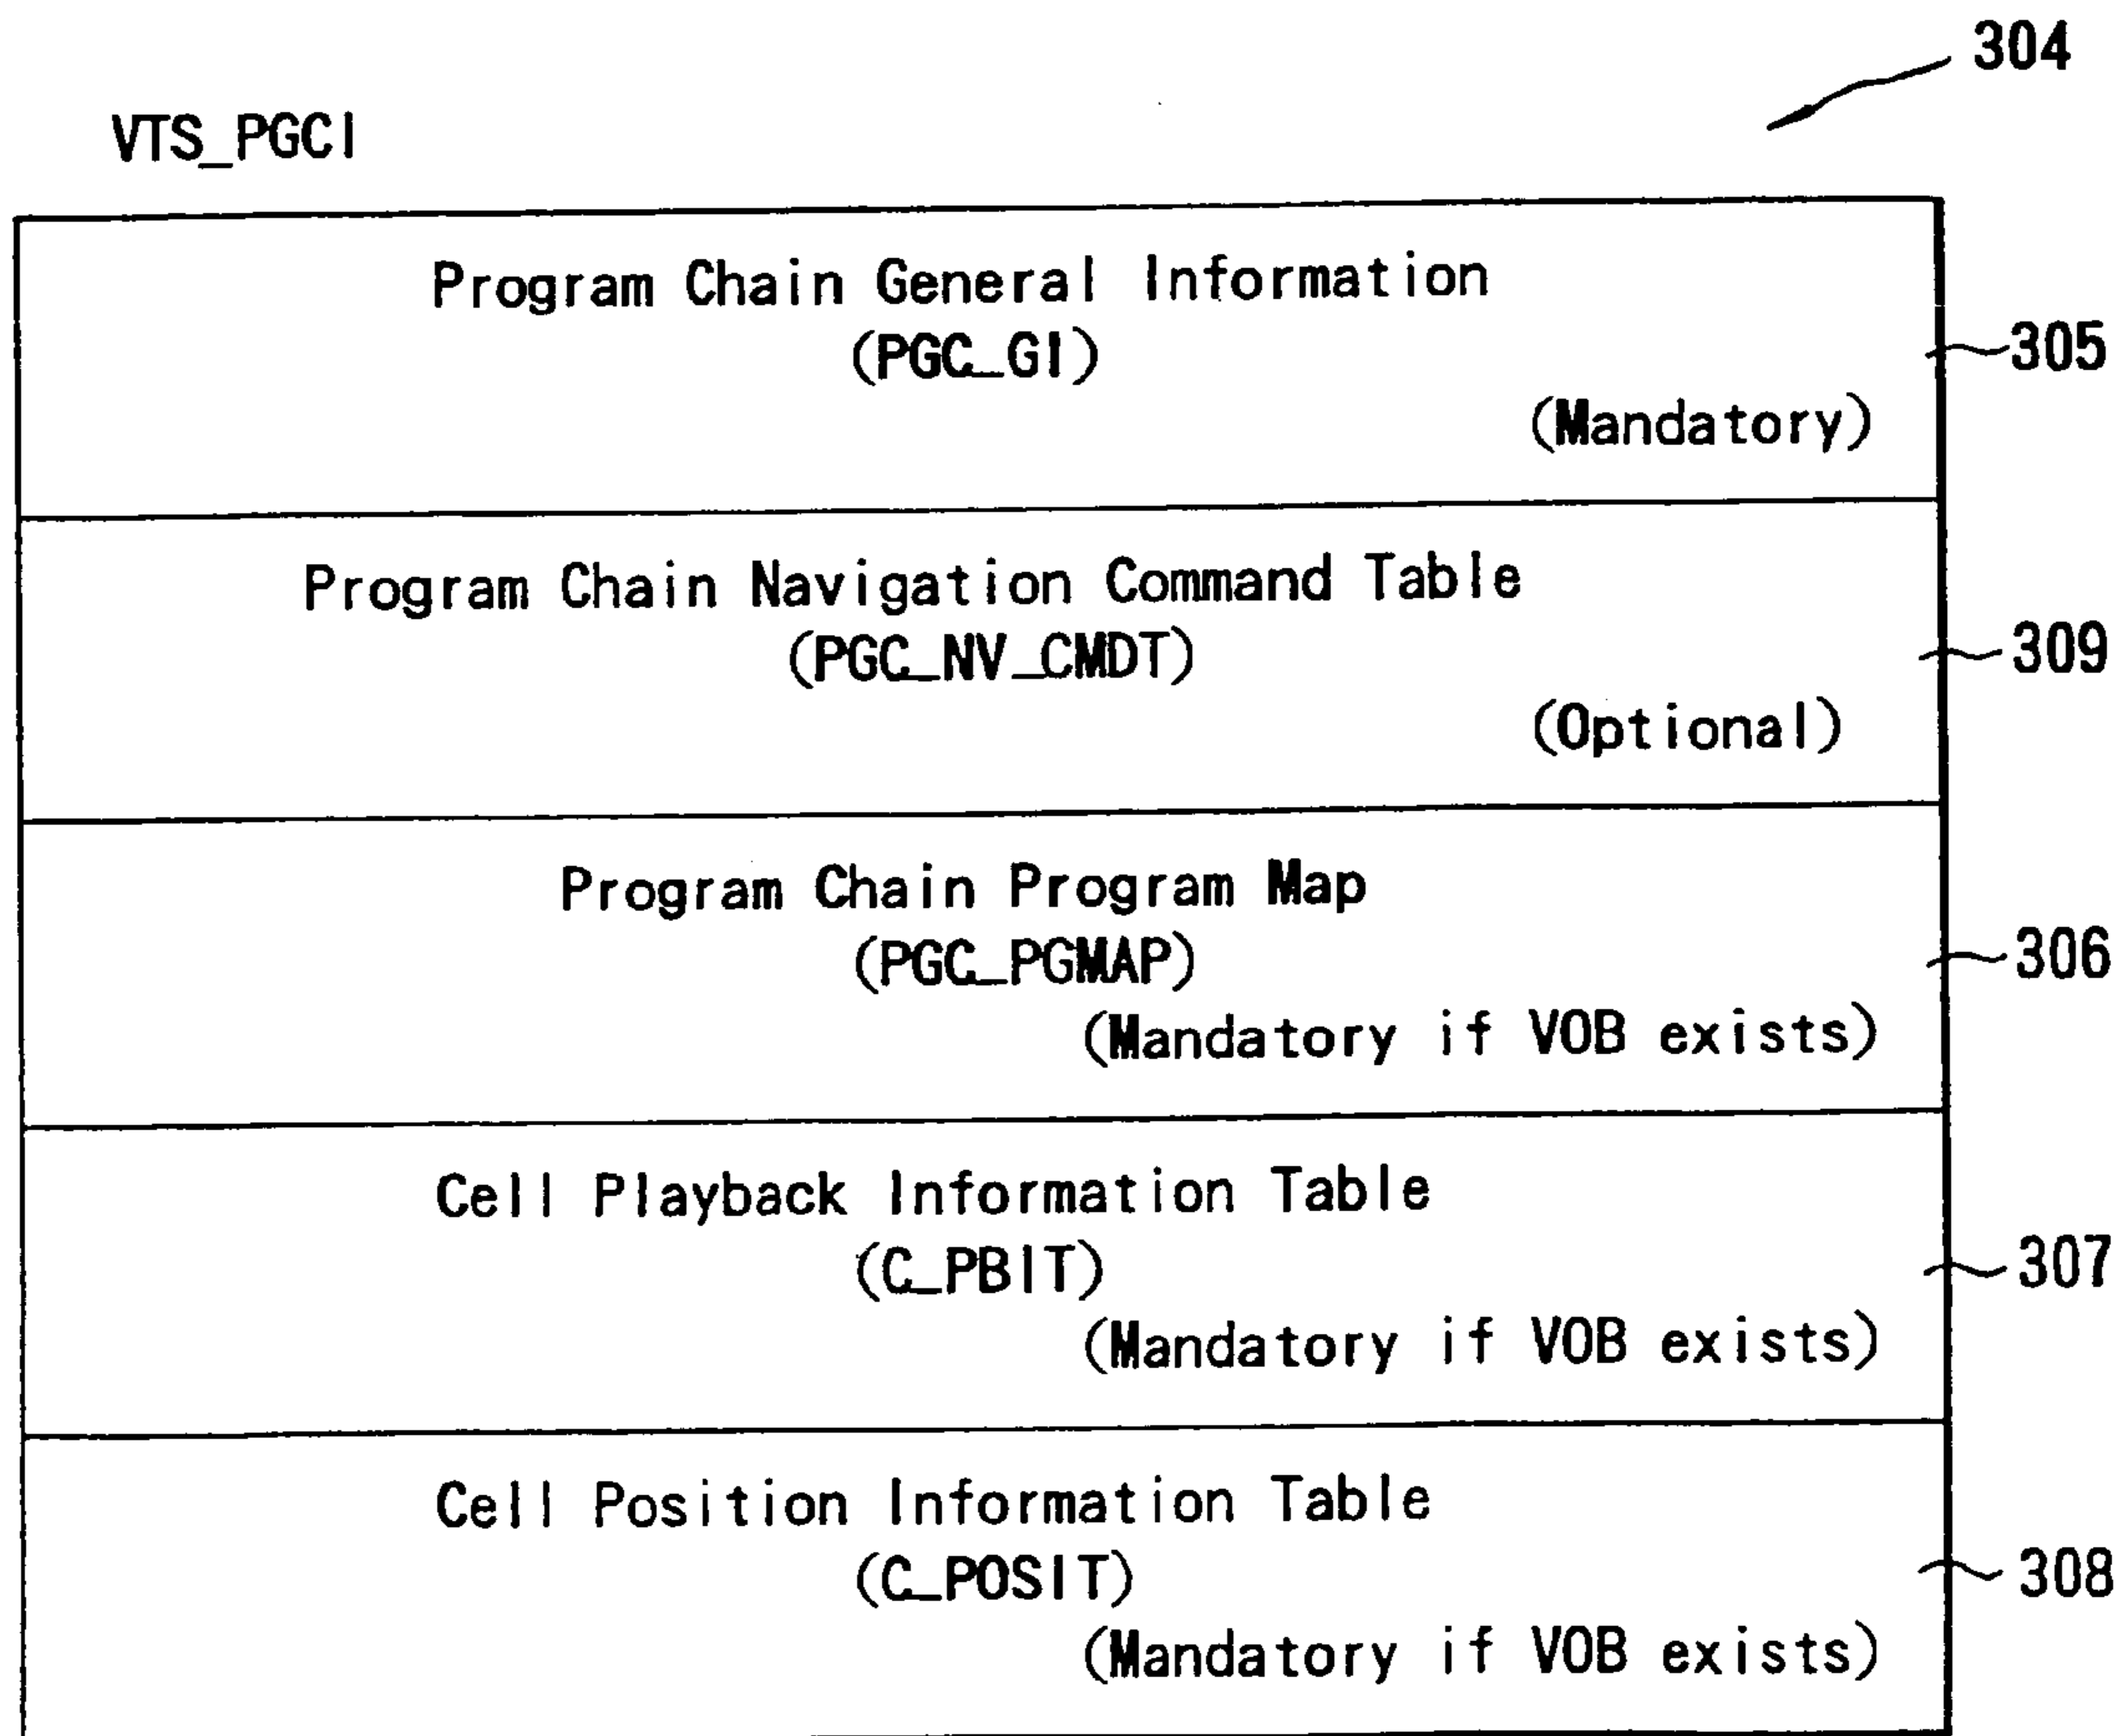 304
VTS_PGCI
Program Chain General Information
(PGC_GI)
(Mandatory)
305
Program Chain Navigation Command Table
(PGC_NV_CMDT)
(Optional)
309
Program Chain Program Map
(PGC_PGMAP)
(Mandatory if VOB exists)
306
Cell Playback Information Table
(C_PBIT)
(Mandatory if VOB exists)
307
Cell Position Information Table
(C_POSIT)
(Mandatory if VOB exists)
308